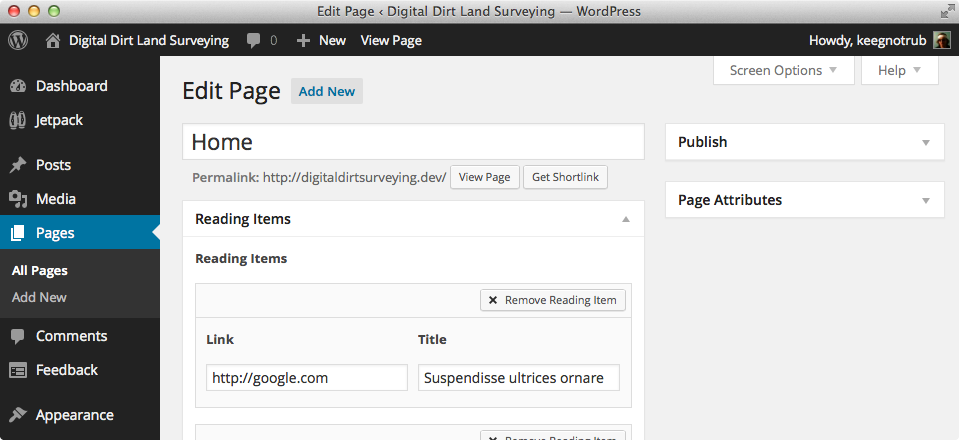 Edit Page ‹ Digital Dirt Land Surveying — WordPress
Digital Dirt Land Surveying 0 New View Page Howdy, keegnotrub
Dashboard
Jetpack
Posts
Media
Pages
All Pages
Add New
Comments
Feedback
Appearance
Screen Options Help
Edit Page Add New
Home
Permalink: http://digitaldirtsurveying.dev/ View Page Get Shortlink
Reading Items
Reading Items
Remove Reading Item
Link Title
http://google.com Suspendisse ultrices ornare
Remove Reading Item
Publish
Page Attributes